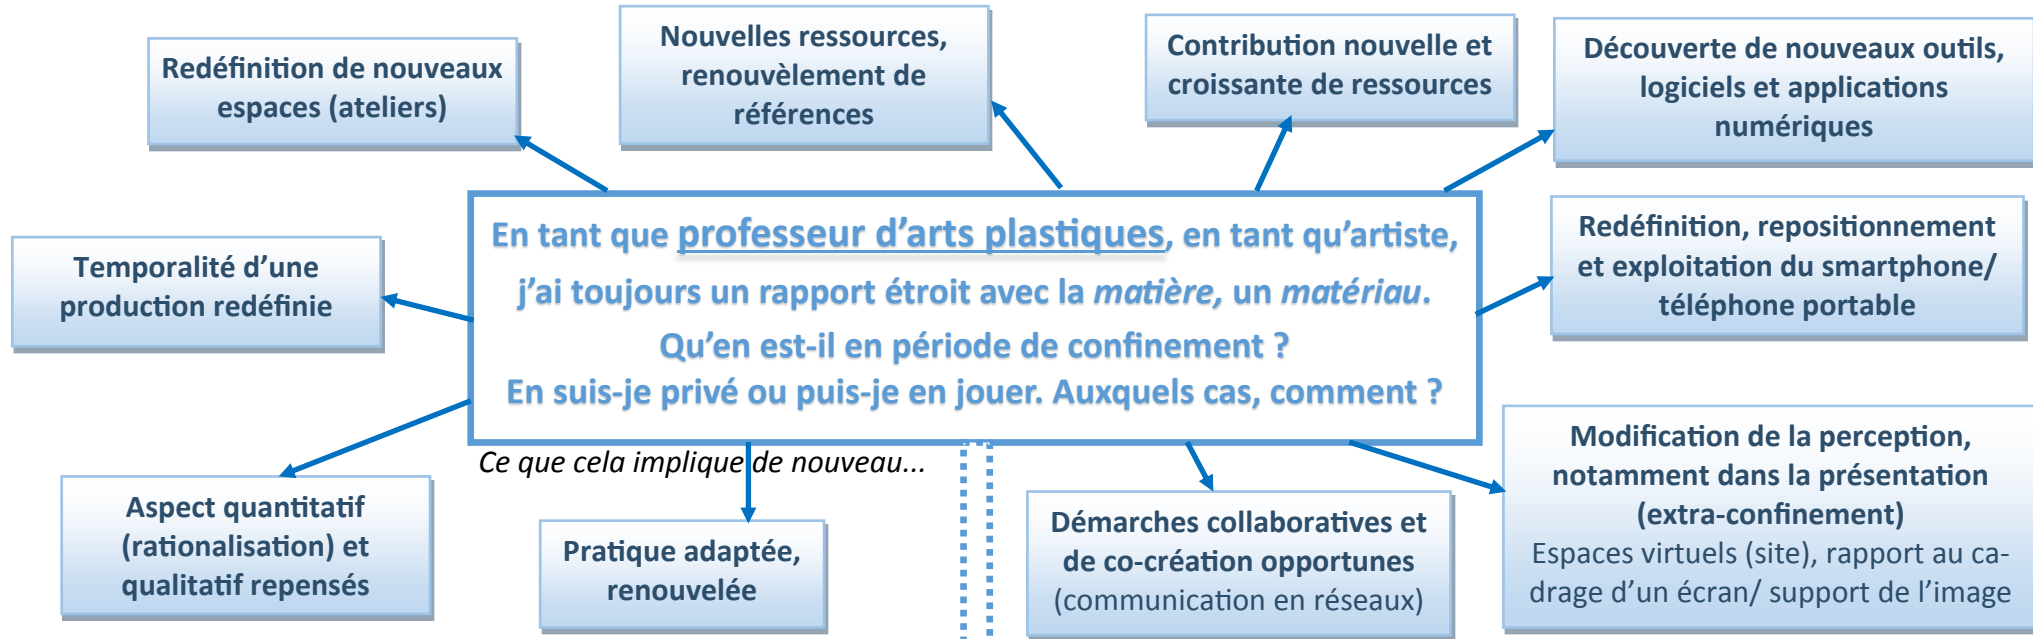 Redéfinition de nouveaux
espaces (ateliers)
Nouvelles ressources,
renouvèlement de
références
Contribution nouvelle et
croissante de ressources
Découverte de nouveaux outils,
logiciels et applications
numériques
Temporalité d’une
production redéfinie
En tant que professeur d’arts plastiques, en tant qu’artiste,
j’ai toujours un rapport étroit avec la matière, un matériau.
Qu’en est-il en période de confinement ?
En suis-je privé ou puis-je en jouer. Auxquels cas, comment ?
Redéfinition, repositionnement
et exploitation du smartphone/
téléphone portable
Ce que cela implique de nouveau...
Aspect quantitatif
(rationalisation) et
qualitatif repensés
Pratique adaptée,
renouvelée
Démarches collaboratives et
de co-création opportunes
(communication en réseaux)
Modification de la perception,
notamment dans la présentation
(extra-confinement)
Espaces virtuels (site), rapport au ca-
drage d’un écran/ support de l’image